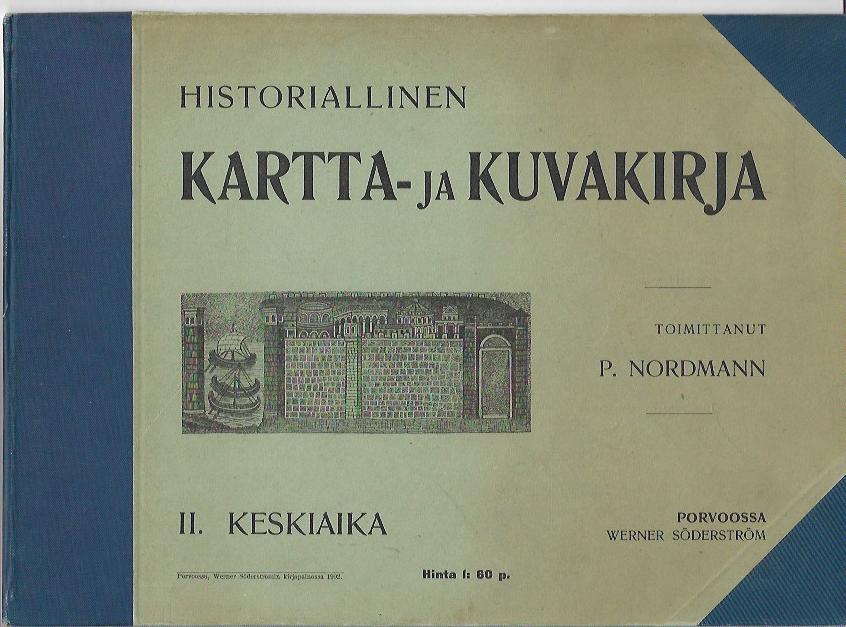 HISTORIALLINEN
KARTTA- JA KUVAKIRJA
TOIMITTANUT
P. NORDMANN
II. KESKIAIKA
PORVOOSSA
WERNER SÖDERSTRÖM
Porvoossa, Werner Söderströmin kirjapainossa 1902.
Hinta 1: 60 p.